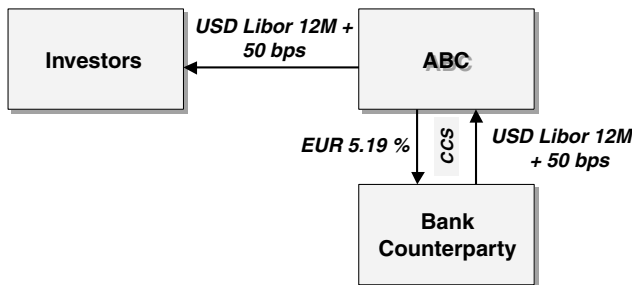 USD Libor 12M +
50 bps
Investors
ABC
EUR 5.19 %
CCS
USD Libor 12M
+ 50 bps
Bank
Counterparty